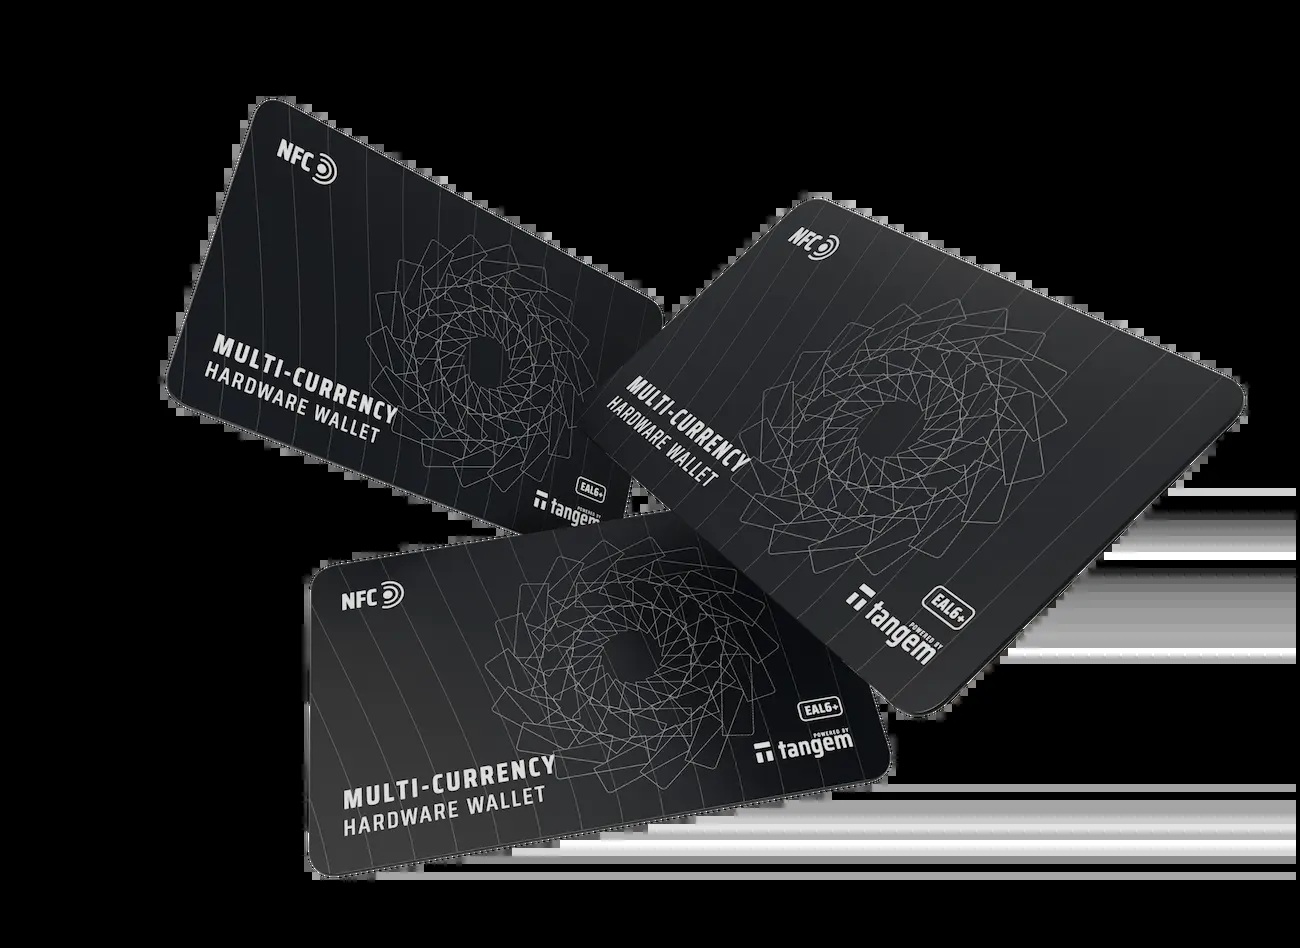 NFC
MULTI-CURRENCY
HARDWARE WALLET
EAL6+
POWERED BY
tangem
NFC
MULTI-CURRENCY
HARDWARE WALLET
EAL6+
POWERED BY
tangem
NFC
MULTI-CURRENCY
HARDWARE WALLET
EAL6+
POWERED BY
tangem